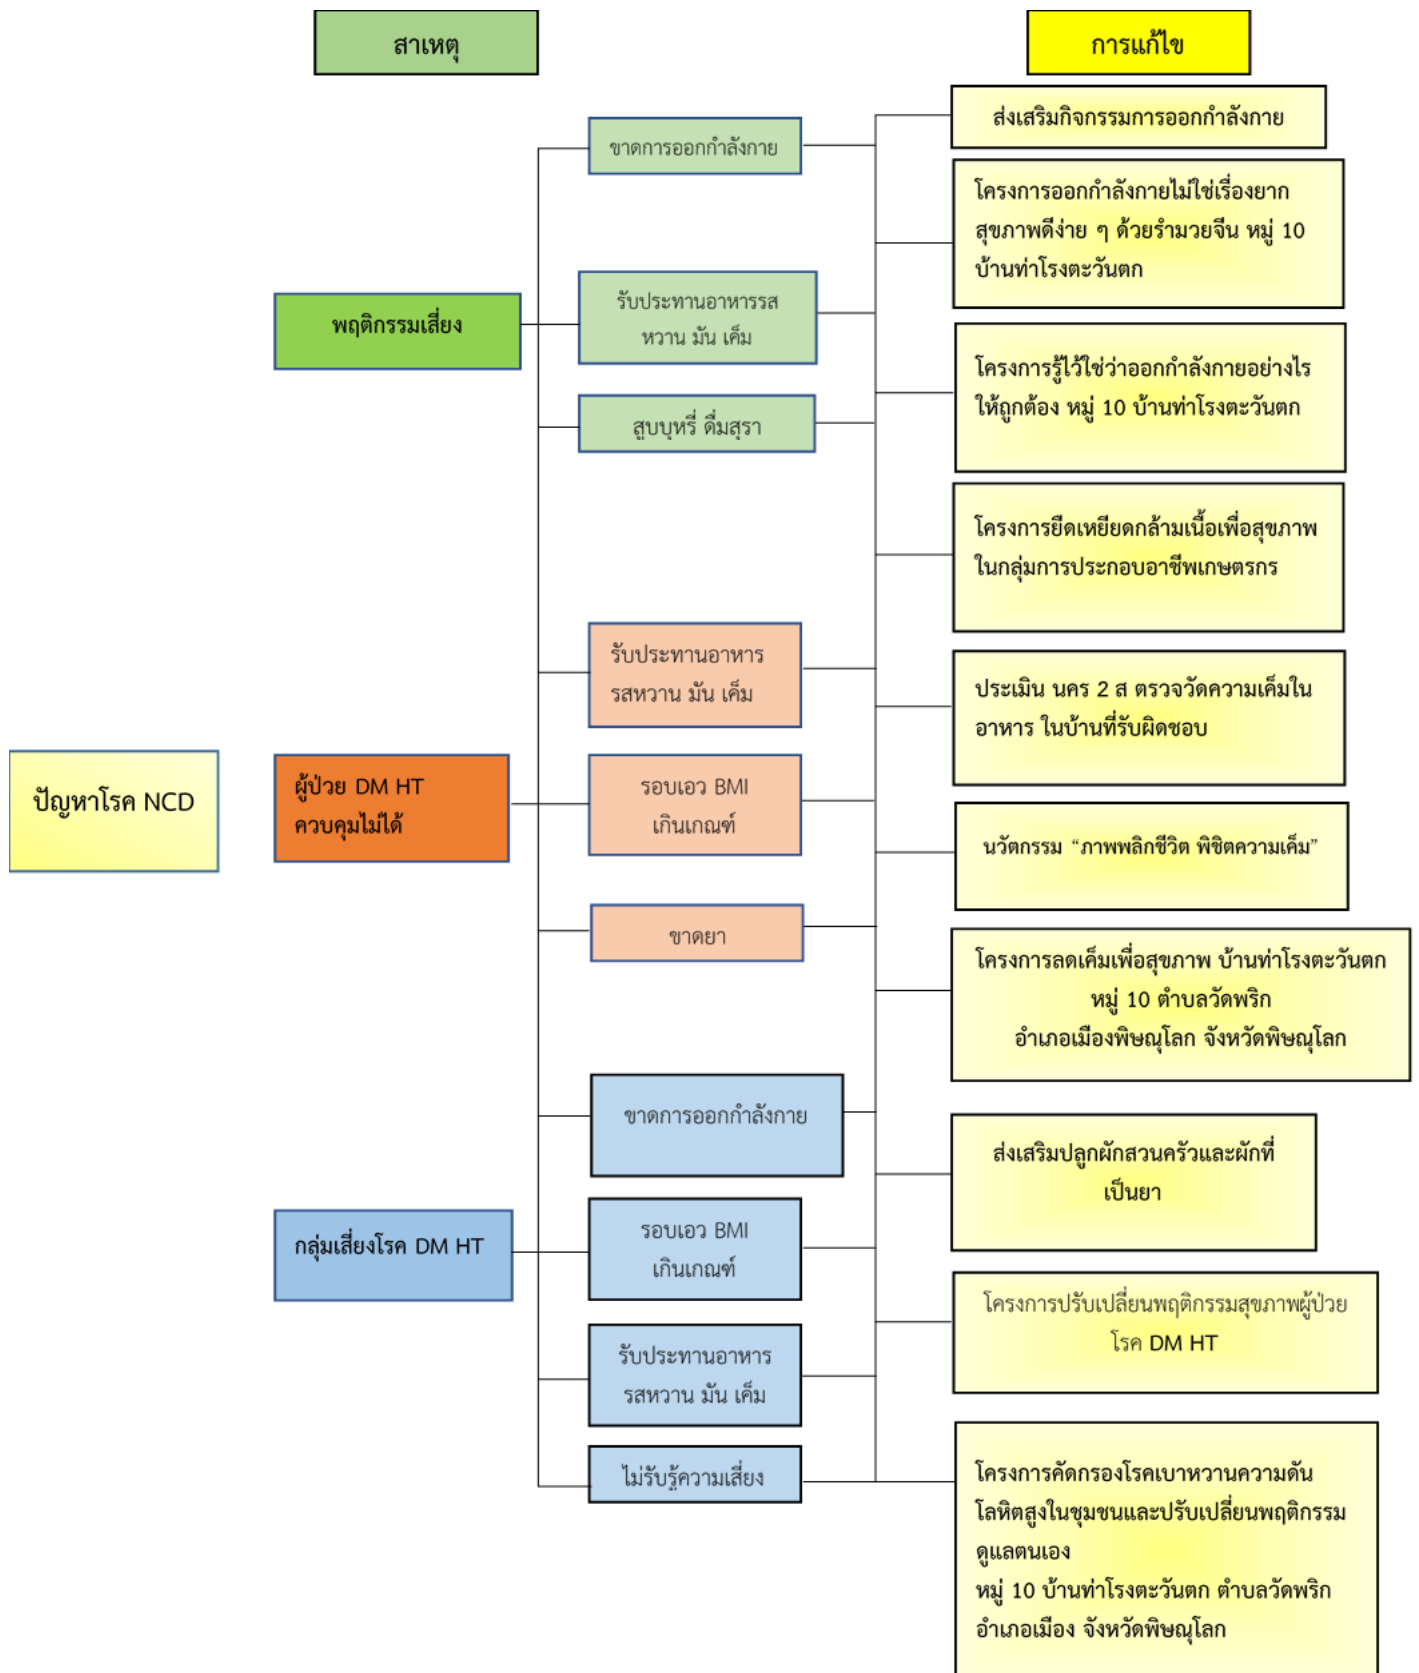 สาเหตุ
การแก้ไข
ปัญหาโรค NCD
พฤติกรรมเสี่ยง
ขาดการออกกำลังกาย
รับประทานอาหารรส
หวาน มัน เค็ม
สูบบุหรี่ ดื่มสุรา
ผู้ป่วย DM HT
ควบคุมไม่ได้
รับประทานอาหาร
รสหวาน มัน เค็ม
รอบเอว BMI
เกินเกณฑ์
ขาดยา
กลุ่มเสี่ยงโรค DM HT
ขาดการออกกำลังกาย
รอบเอว BMI
เกินเกณฑ์
รับประทานอาหาร
รสหวาน มัน เค็ม
ไม่รับรู้ความเสี่ยง
ส่งเสริมกิจกรรมการออกกำลังกาย
โครงการออกกำลังกายไม่ใช่เรื่องยาก
สุขภาพดีง่าย ๆ ด้วยรำมวยจีน หมู่ 10
บ้านท่าโรงตะวันตก
โครงการรู้ไว้ใช่ว่าออกกำลังกายอย่างไร
ให้ถูกต้อง หมู่ 10 บ้านท่าโรงตะวันตก
โครงการยืดเหยียดกล้ามเนื้อเพื่อสุขภาพ
ในกลุ่มการประกอบอาชีพเกษตรกร
ประเมิน นคร 2 ส ตรวจวัดความเค็มใน
อาหาร ในบ้านที่รับผิดชอบ
นวัตกรรม “ภาพพลิกชีวิต พิชิตความเค็ม”
โครงการลดเค็มเพื่อสุขภาพ บ้านท่าโรงตะวันตก
หมู่ 10 ตำบลวัดพริก
อำเภอเมืองพิษณุโลก จังหวัดพิษณุโลก
ส่งเสริมปลูกผักสวนครัวและผักที่
เป็นยา
โครงการปรับเปลี่ยนพฤติกรรมสุขภาพผู้ป่วย
โรค DM HT
โครงการคัดกรองโรคเบาหวานความดัน
โลหิตสูงในชุมชนและปรับเปลี่ยนพฤติกรรม
ดูแลตนเอง
หมู่ 10 บ้านท่าโรงตะวันตก ตำบลวัดพริก
อำเภอเมือง จังหวัดพิษณุโลก